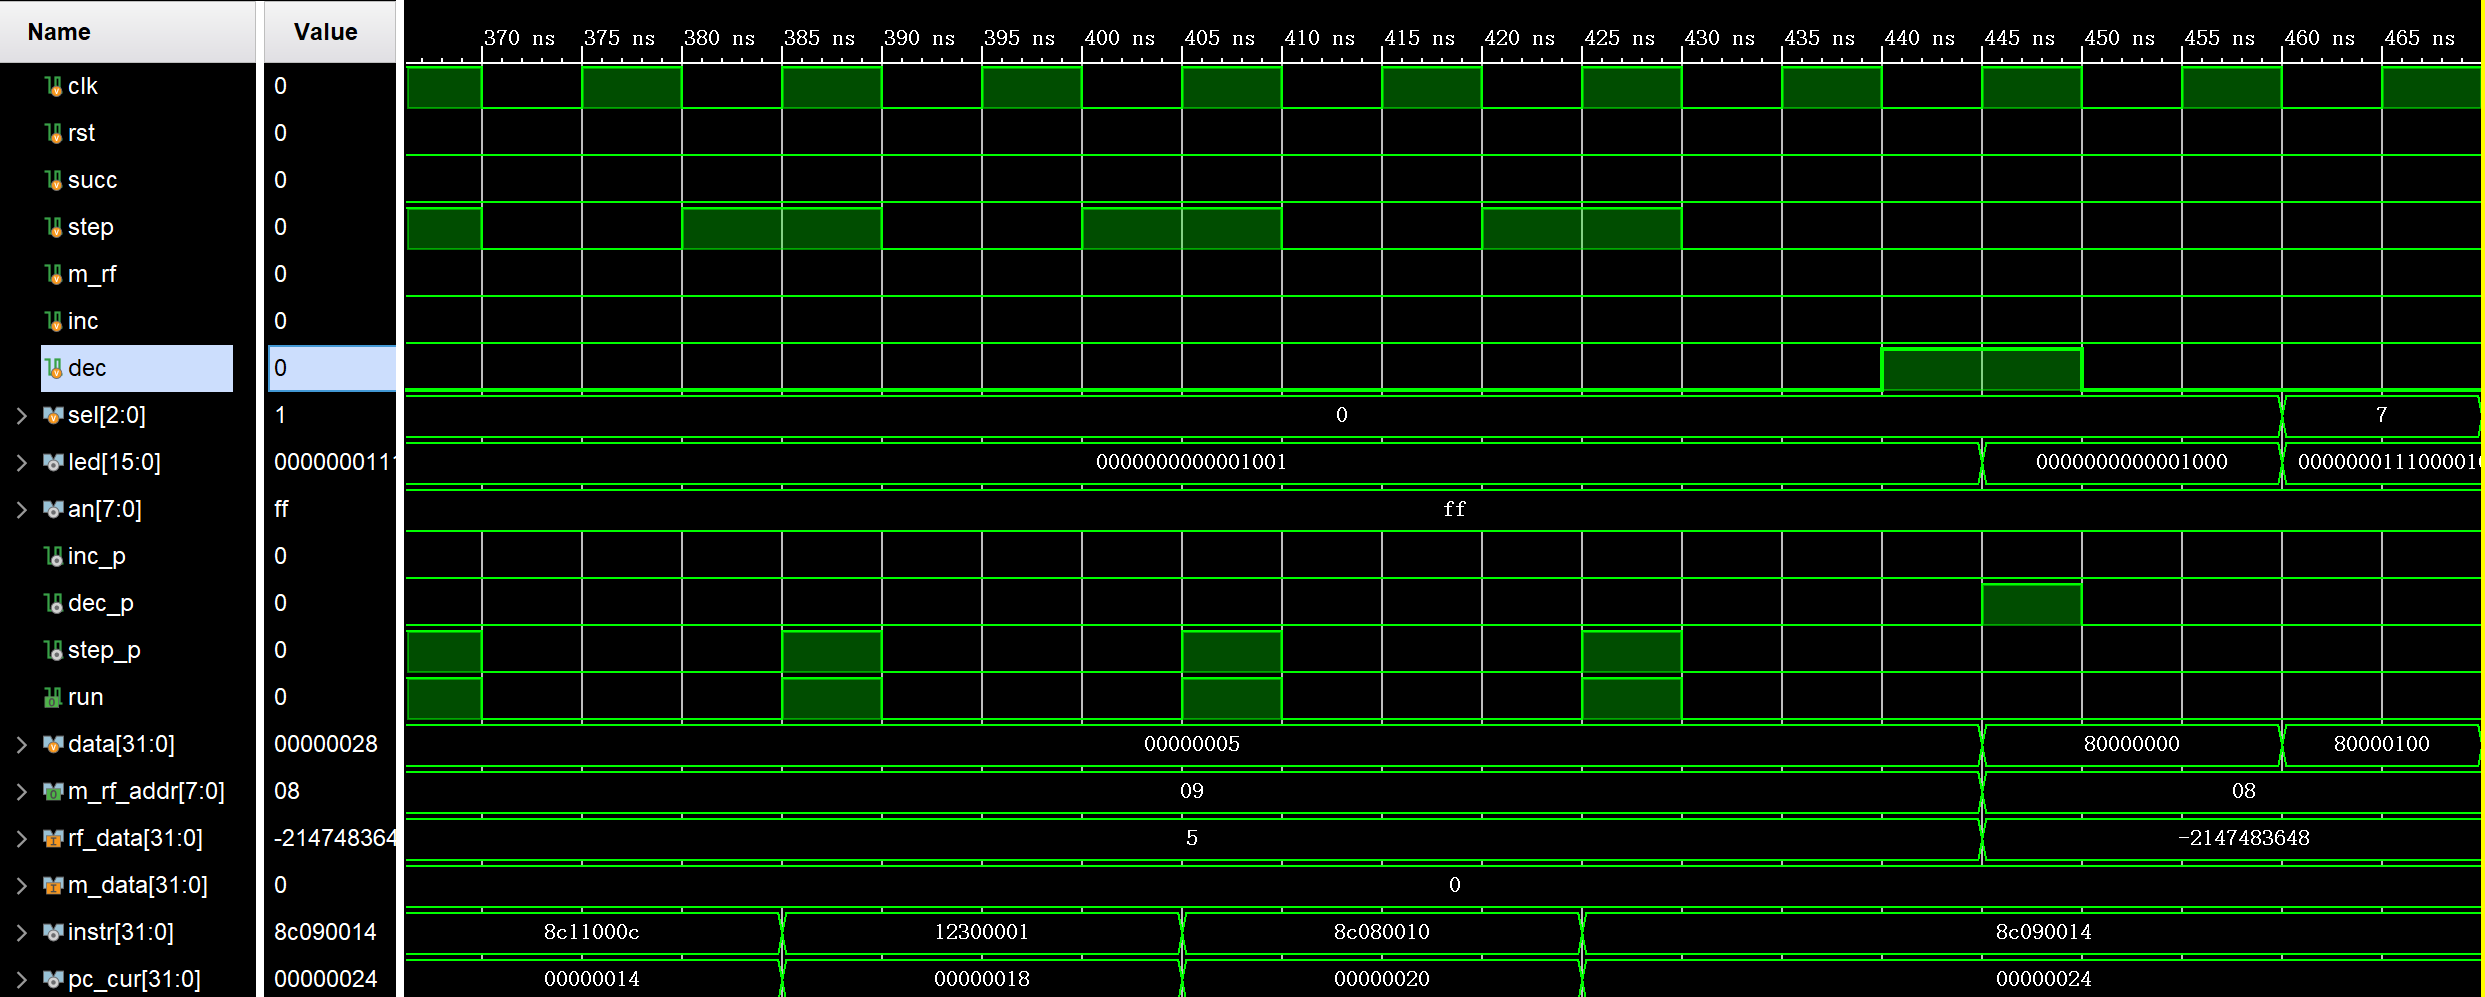 Name Value
370 ns 375 ns 380 ns 385 ns 390 ns 395 ns 400 ns 405 ns 410 ns 415 ns 420 ns 425 ns 430 ns 435 ns 440 ns 445 ns 450 ns 455 ns 460 ns 465 ns
clk 0
rst 0
succ 0
step 0
m_rf 0
inc 0
dec 0
sel[2:0] 1 0 7
led[15:0] 0000000111 0000000000001001 0000000000001000 000000011100001
an[7:0] ff ff
inc_p 0
dec_p 0
step_p 0
run 0
data[31:0] 00000028 00000005 80000000 80000100
m_rf_addr[7:0] 08 09 08
rf_data[31:0] -214748364 5 -2147483648
m_data[31:0] 0 0
instr[31:0] 8c090014 8c11000c 12300001 8c080010 8c090014
pc_cur[31:0] 00000024 00000014 00000018 00000020 00000024